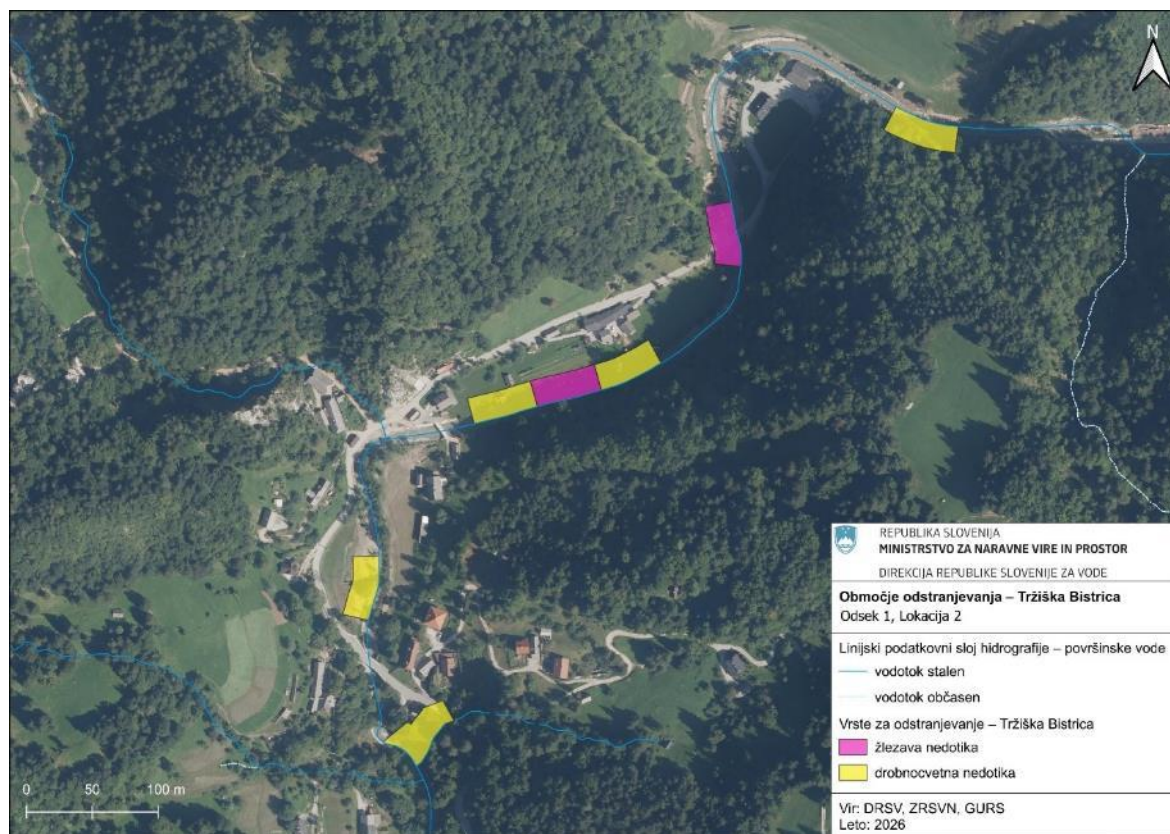 N
REPUBLIKA SLOVENIJA
MINISTRSTVO ZA NARAVNE VIRE IN PROSTOR
DIREKCIJA REPUBLIKE SLOVENIJE ZA VODE
Območje odstranjevanja – Tržiška Bistrica
Odsek 1, Lokacija 2
Linijski podatkovni sloj hidrografije – površinske vode
vodotok stalen
vodotok občasen
Vrste za odstranjevanje – Tržiška Bistrica
žlezava nedotika
drobnocvetna nedotika
Vir: DRSV, ZRSVN, GURS
Leto: 2026
0 50 100 m